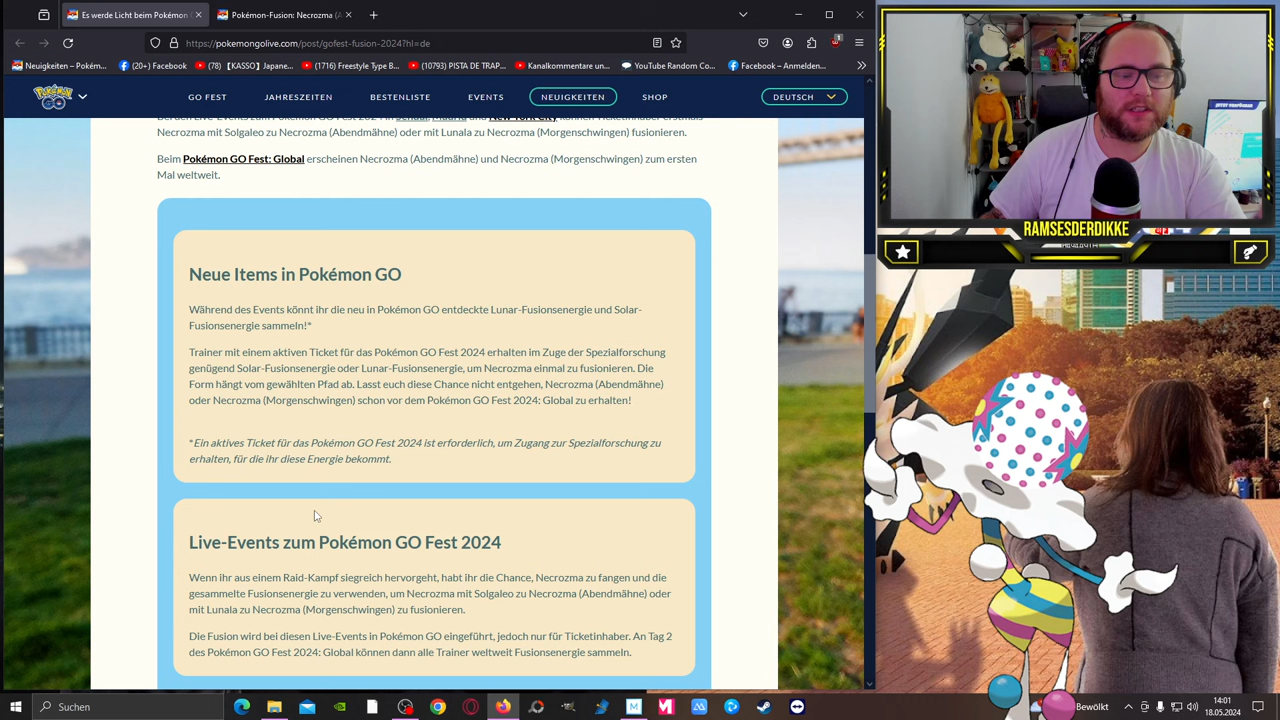 Es werde Licht beim Pokémon G
Pokémon-Fusion: Necrozma (A
https://pokemongolive.com/post/gofest-fusion-2024?hl=de
Neuigkeiten – Pokém...
(20+) Facebook
(78) 【KASSO】Japane...
(1716) Freestyle Type B...
(10793) PISTA DE TRAP...
Kanalkommentare un...
YouTube Random Co...
Facebook – Anmelden...
GO FEST
JAHRESZEITEN
BESTENLISTE
EVENTS
NEUIGKEITEN
SHOP
DEUTSCH
Necrozma mit Solgaleo zu Necrozma (Abendmähne) oder mit Lunala zu Necrozma (Morgenschwingen) fusionieren.
Beim Pokémon GO Fest: Global erscheinen Necrozma (Abendmähne) und Necrozma (Morgenschwingen) zum ersten
Mal weltweit.
Neue Items in Pokémon GO
Während des Events könnt ihr die neu in Pokémon GO entdeckte Lunar-Fusionsenergie und Solar-
Fusionsenergie sammeln!*
Trainer mit einem aktiven Ticket für das Pokémon GO Fest 2024 erhalten im Zuge der Spezialforschung
genügend Solar-Fusionsenergie oder Lunar-Fusionsenergie, um Necrozma einmal zu fusionieren. Die
Form hängt vom gewählten Pfad ab. Lasst euch diese Chance nicht entgehen, Necrozma (Abendmähne)
oder Necrozma (Morgenschwingen) schon vor dem Pokémon GO Fest 2024: Global zu erhalten!
*Ein aktives Ticket für das Pokémon GO Fest 2024 ist erforderlich, um Zugang zur Spezialforschung zu
erhalten, für die ihr diese Energie bekommt.
Live-Events zum Pokémon GO Fest 2024
Wenn ihr aus einem Raid-Kampf siegreich hervorgeht, habt ihr die Chance, Necrozma zu fangen und die
gesammelte Fusionsenergie zu verwenden, um Necrozma mit Solgaleo zu Necrozma (Abendmähne) oder
mit Lunala zu Necrozma (Morgenschwingen) zu fusionieren.
Die Fusion wird bei diesen Live-Events in Pokémon GO eingeführt, jedoch nur für Ticketinhaber. An Tag 2
des Pokémon GO Fest 2024: Global können dann alle Trainer weltweit Fusionsenergie sammeln.
RAMSESDERDIKKE
Suchen
Bewölkt
14:01
18.05.2024